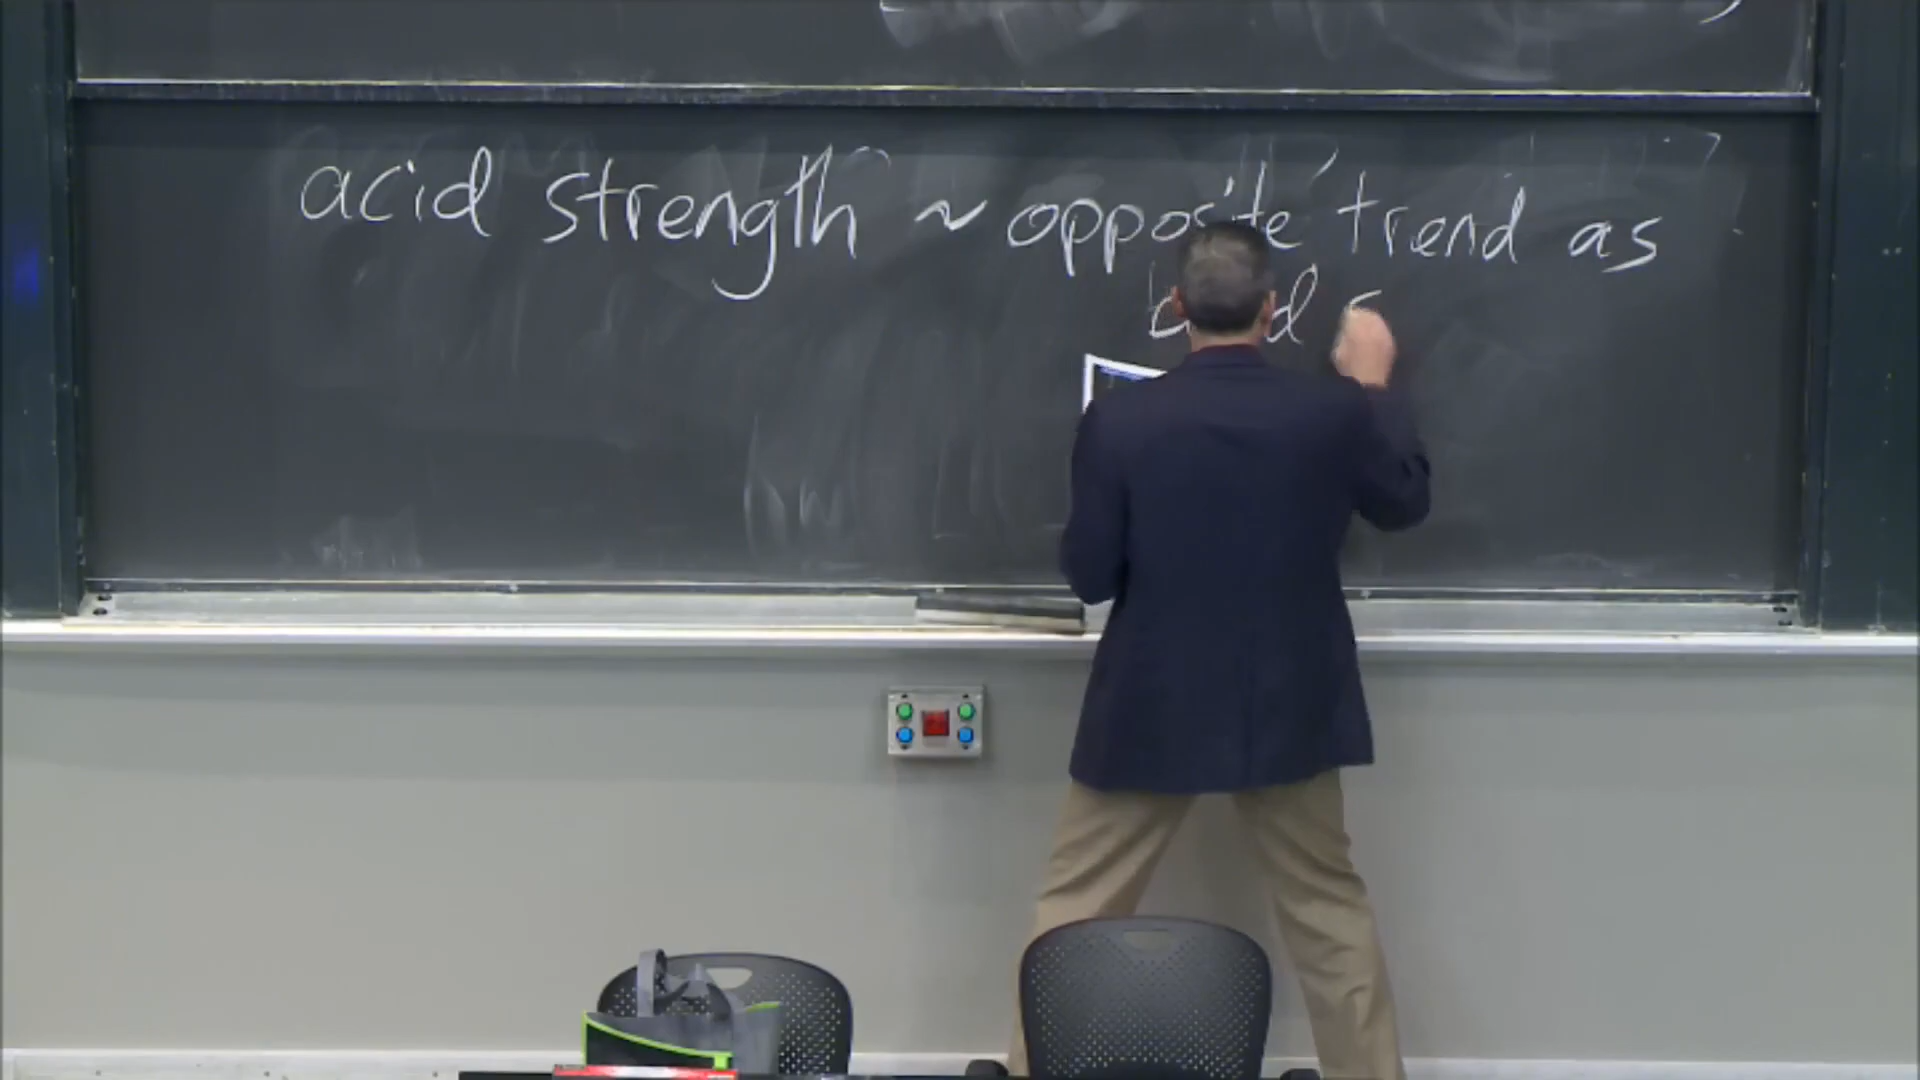 acid strength ~ opposite trend as